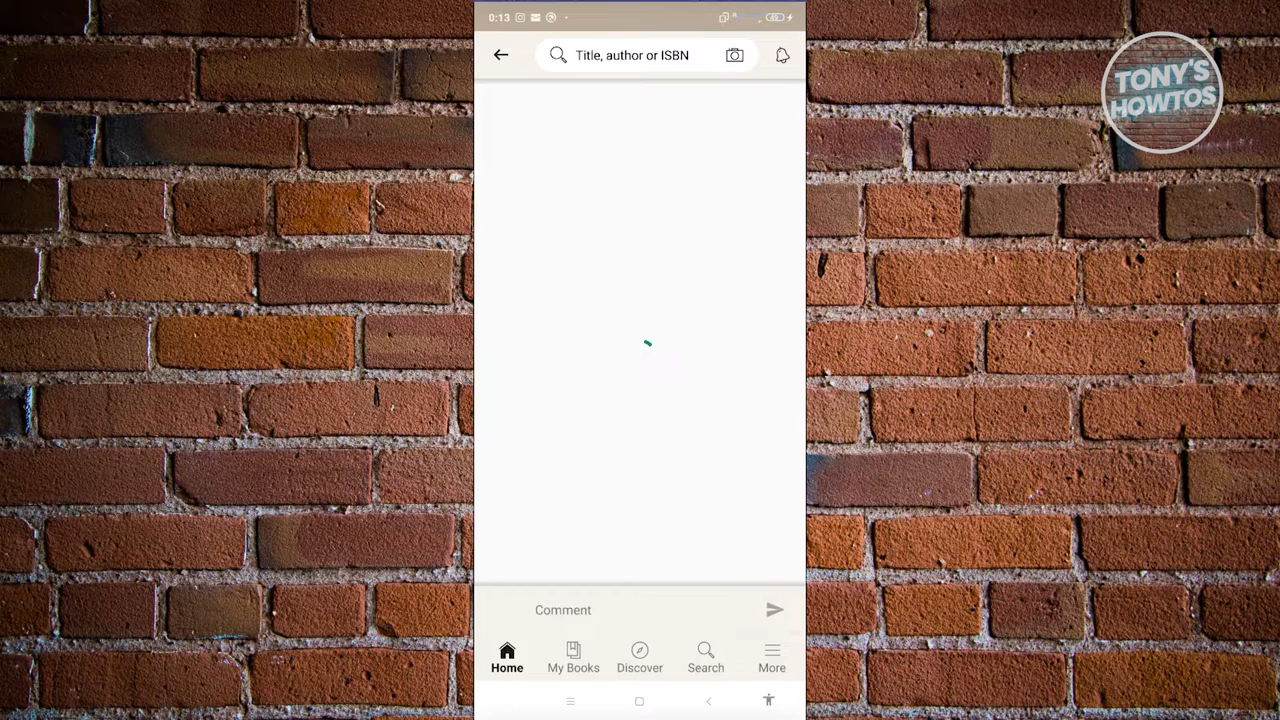 0:13
Title, author or ISBN
TONY'S
HOWTOS
Comment
Home
My Books
Discover
Search
More